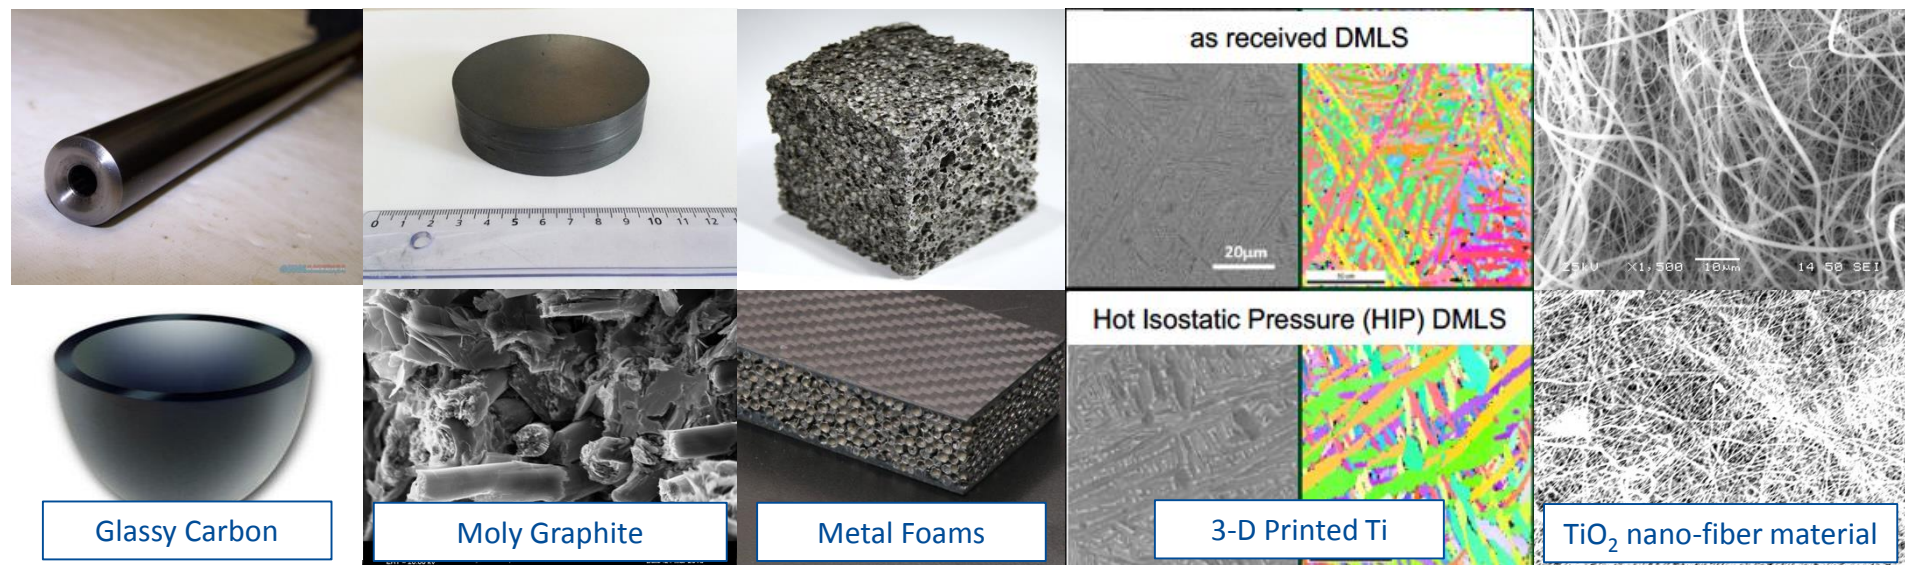 as received DMLS
0 1 2 3 4 5 6 7 8 9 10 11 12
20μm
25kV X1,500 10μm 14 50 SEI
Hot Isostatic Pressure (HIP) DMLS
Glassy Carbon
Moly Graphite
Metal Foams
3-D Printed Ti
TiO₂ nano-fiber material